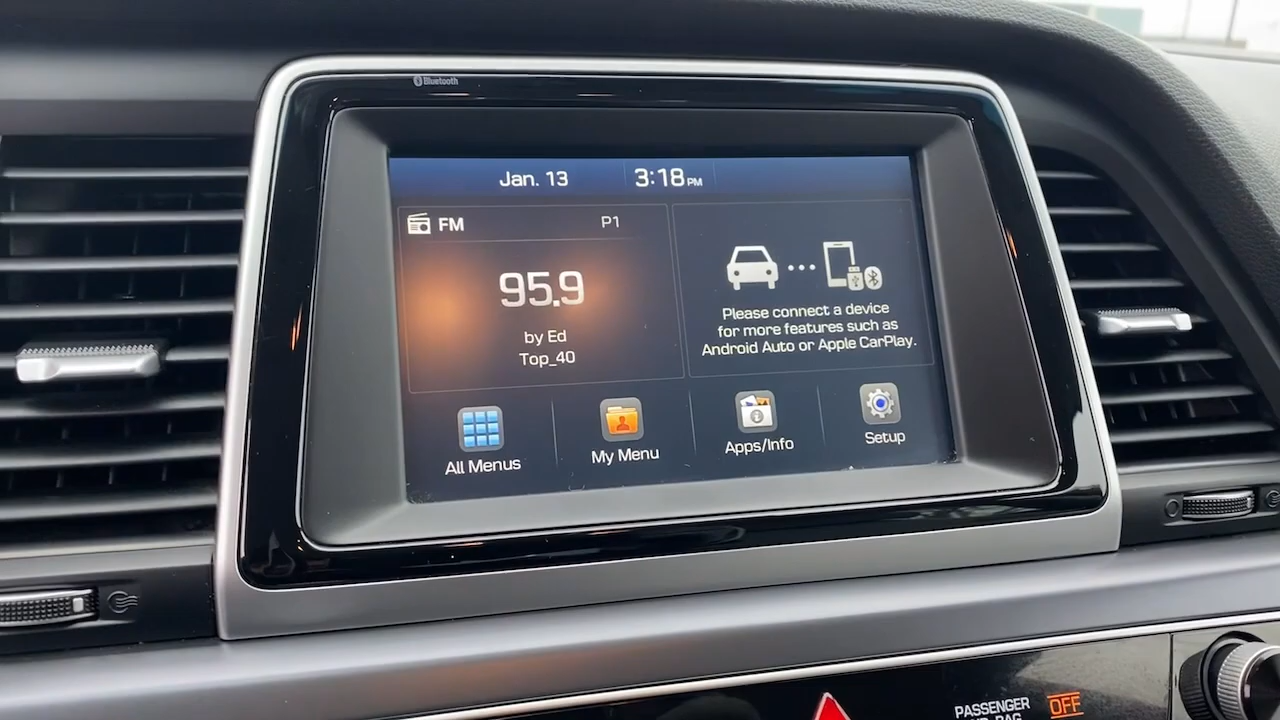 Bluetooth
Jan. 13 3:18 PM
FM P1
95.9
by Ed
Top_40
Please connect a device
for more features such as
Android Auto or Apple CarPlay.
All Menus My Menu Apps/Info Setup
PASSENGER OFF
BAG